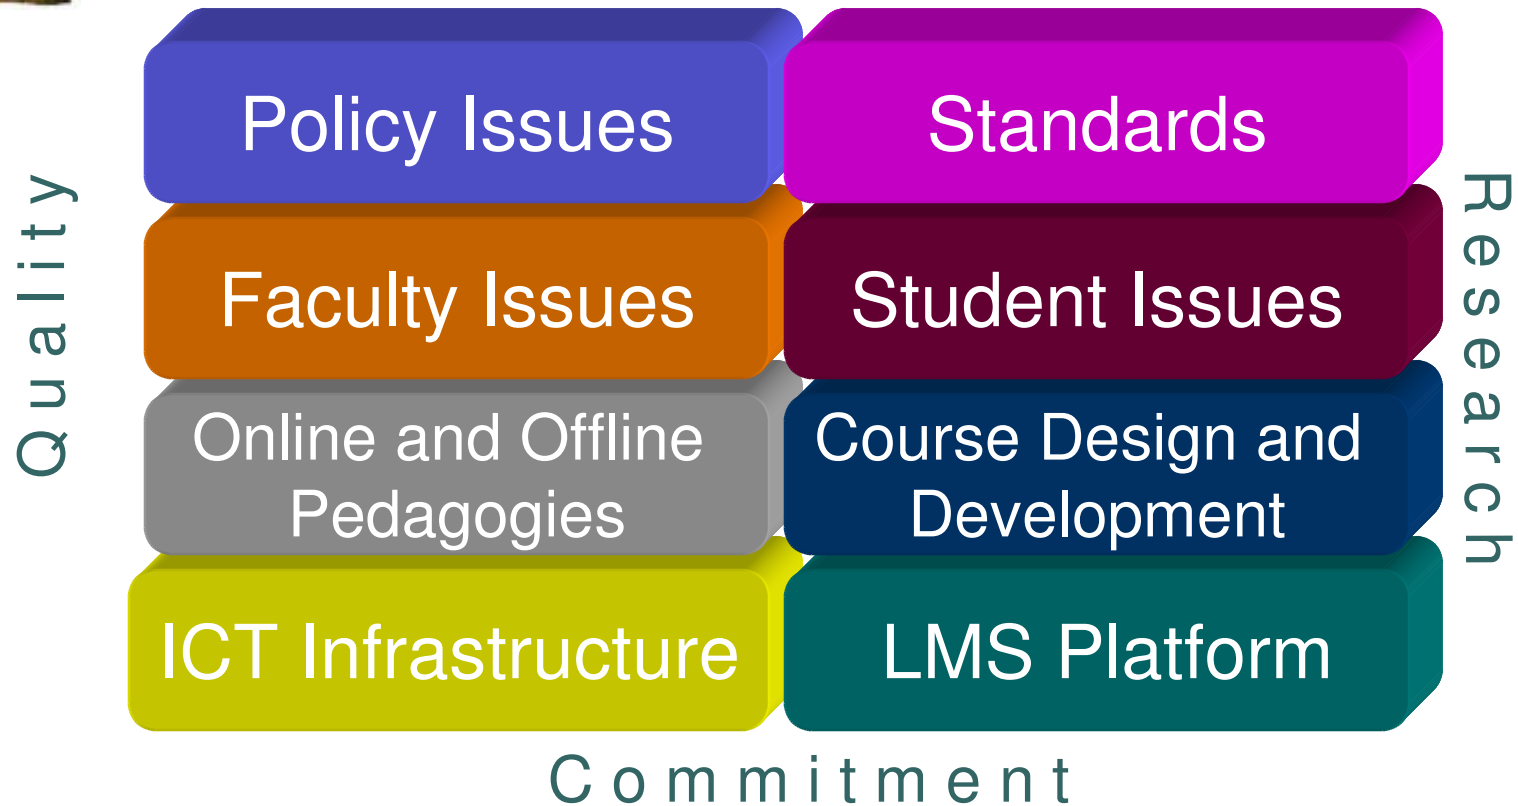 Policy Issues
Standards
Faculty Issues
Student Issues
Online and Offline
Pedagogies
Course Design and
Development
ICT Infrastructure
LMS Platform
Quality
Research
Commitment